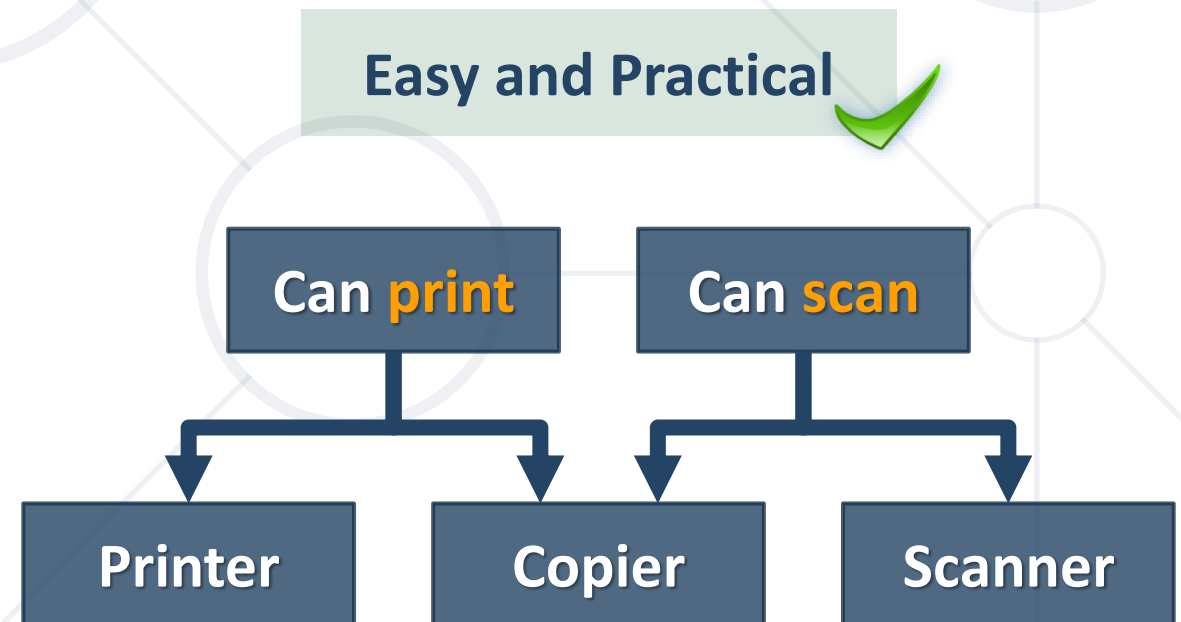 Easy and Practical
Can print
Can scan
Printer
Copier
Scanner